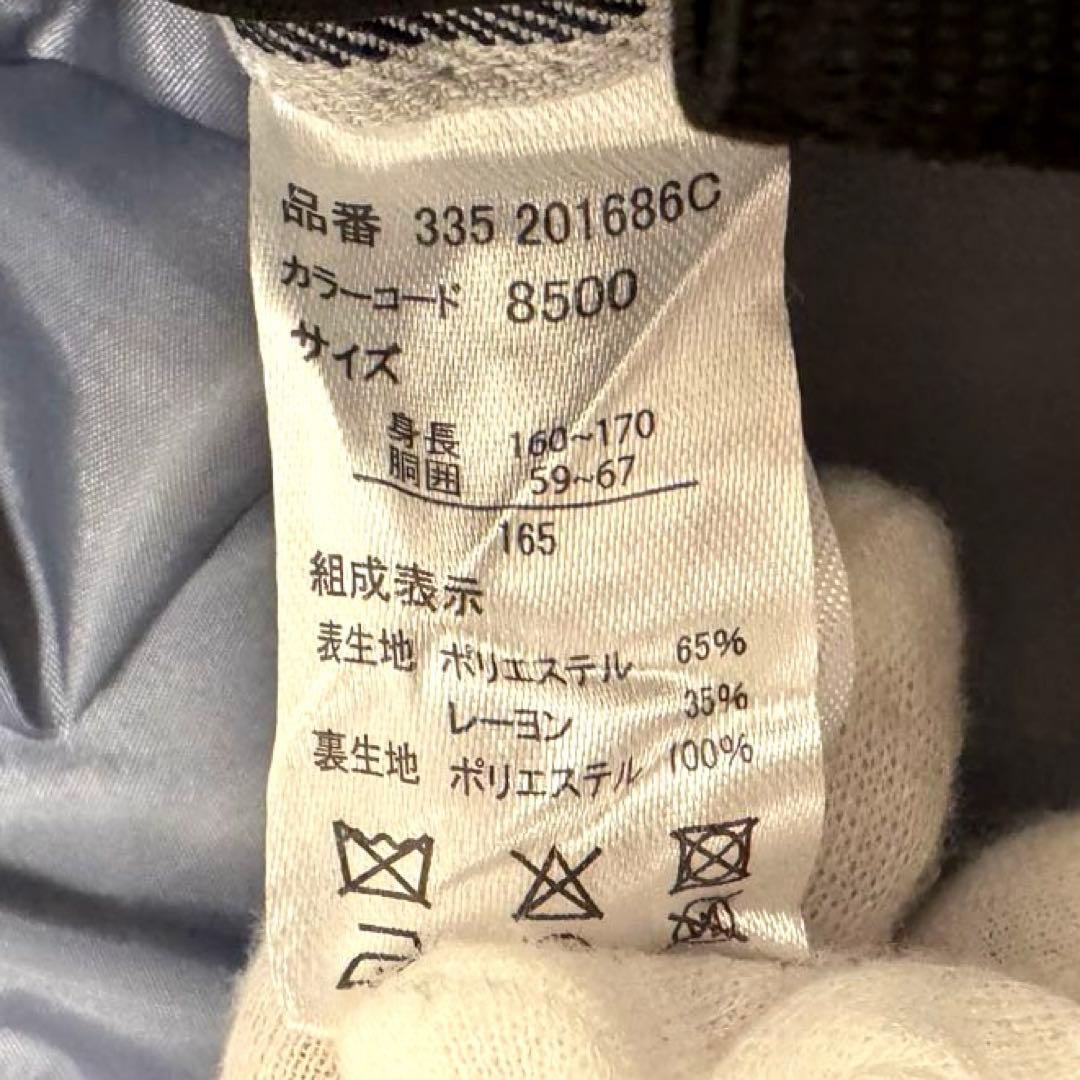 品番 335 201686C
カラーコード 8500
サイズ
身長 160~170
胴囲 59~67
165
組成表示
表生地 ポリエステル 65%
レーヨン 35%
裏生地 ポリエステル 100%